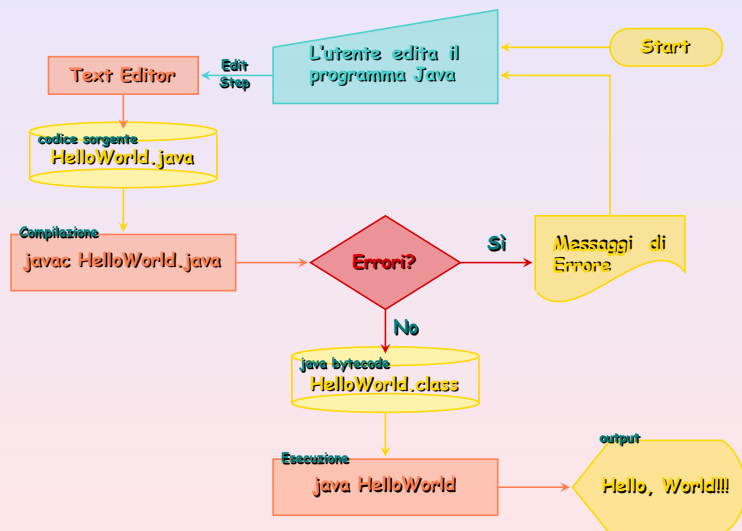 Start
L'utente edita il
programma Java
Edit
Step
Text Editor
codice sorgente
HelloWorld.java
Compilazione
javac HelloWorld.java
Errori?
Sì
Messaggi di
Errore
No
java bytecode
HelloWorld.class
Esecuzione
java HelloWorld
output
Hello, World!!!